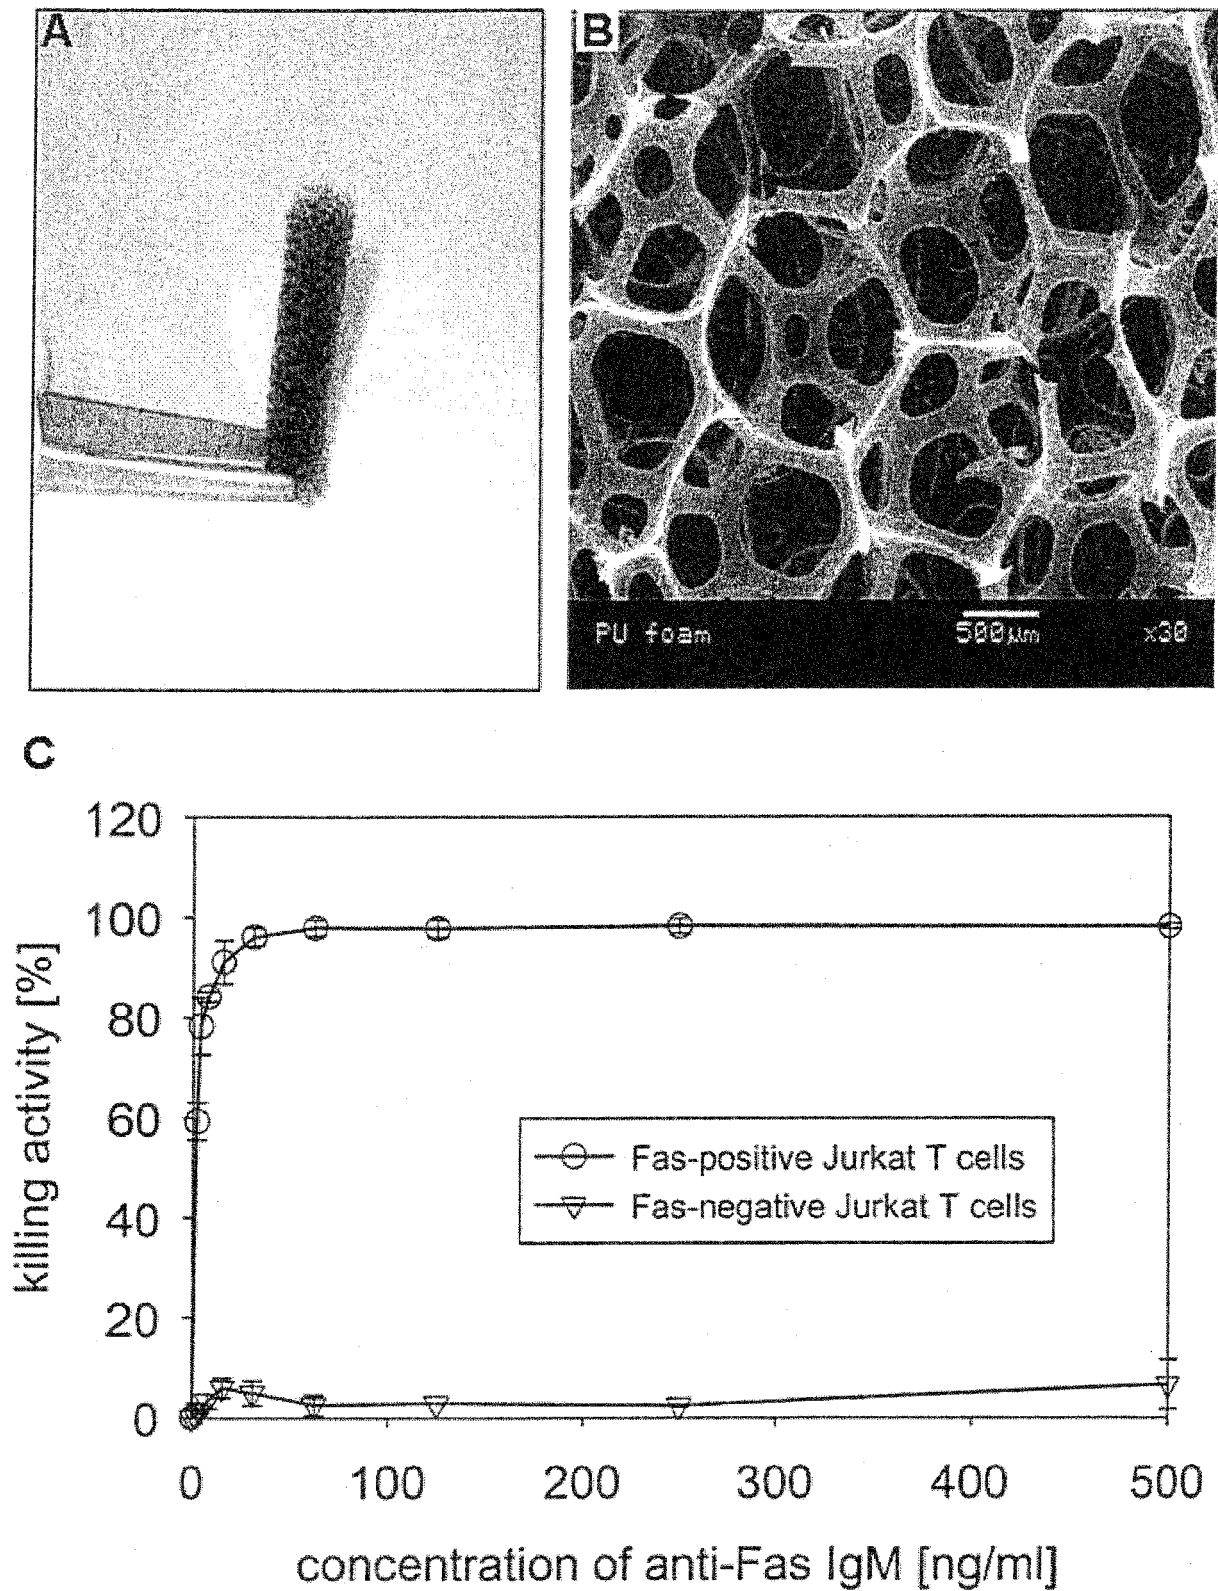 A
B
PU foam 500µm x30
C
120
100
80
60
40
20
0
killing activity [%]
Fas-positive Jurkat T cells
Fas-negative Jurkat T cells
0 100 200 300 400 500
concentration of anti-Fas IgM [ng/ml]